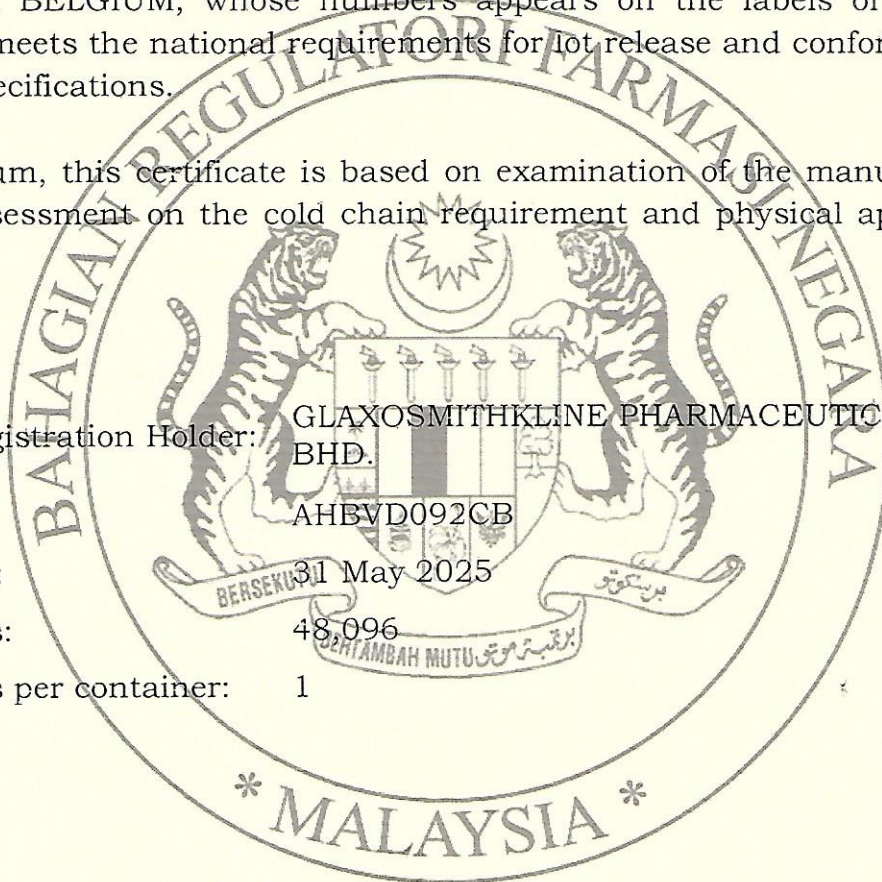 BELGIUM, whose numbers appears on the labels o
meets the national requirements for lot release and confor
ecifications.
um, this certificate is based on examination of the manu
sessment on the cold chain requirement and physical ap
gistration Holder:
GLAXOSMITHKLINE PHARMACEUTIC
BHD.
AHBVD092CB
:
31 May 2025
s:
48,096
s per container:
1
BAHAGIAN REGULATORI FARMASI NEGARA
BERSEKUTU
BERTAMBAH MUTU
برسكوتو
برتمبه موتو
* MALAYSIA *